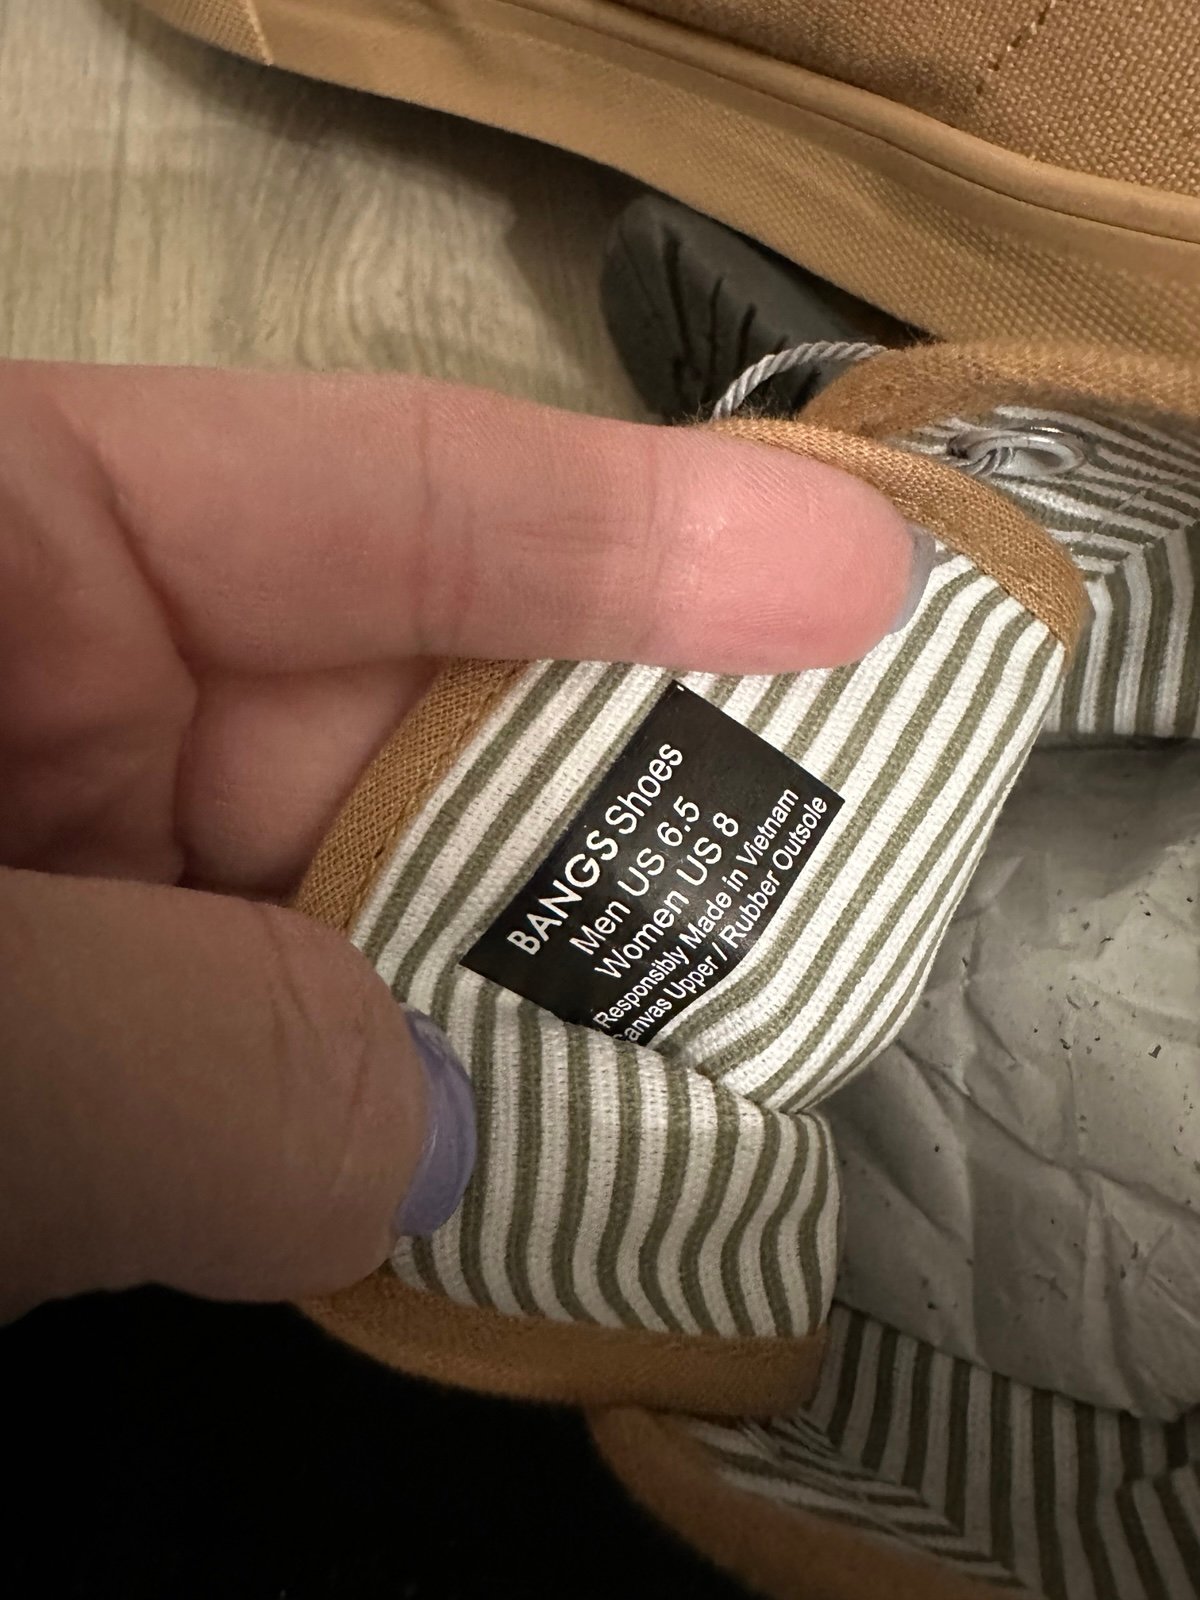 BANGS Shoes
Men US 6.5
Women US 8
Responsibly Made in Vietnam
Canvas Upper / Rubber Outsole